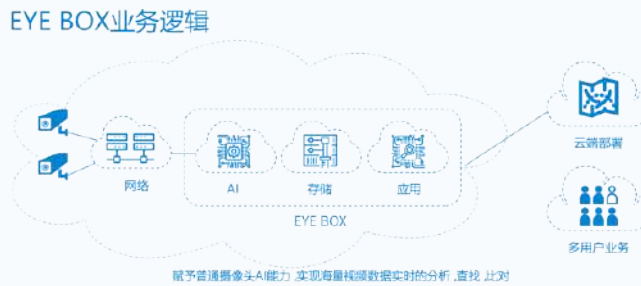 EYE BOX业务逻辑
网络
AI
存储
应用
EYE BOX
云端部署
多用户业务
赋予普通摄像头AI能力,实现海量视频数据实时的分析,查找,比对